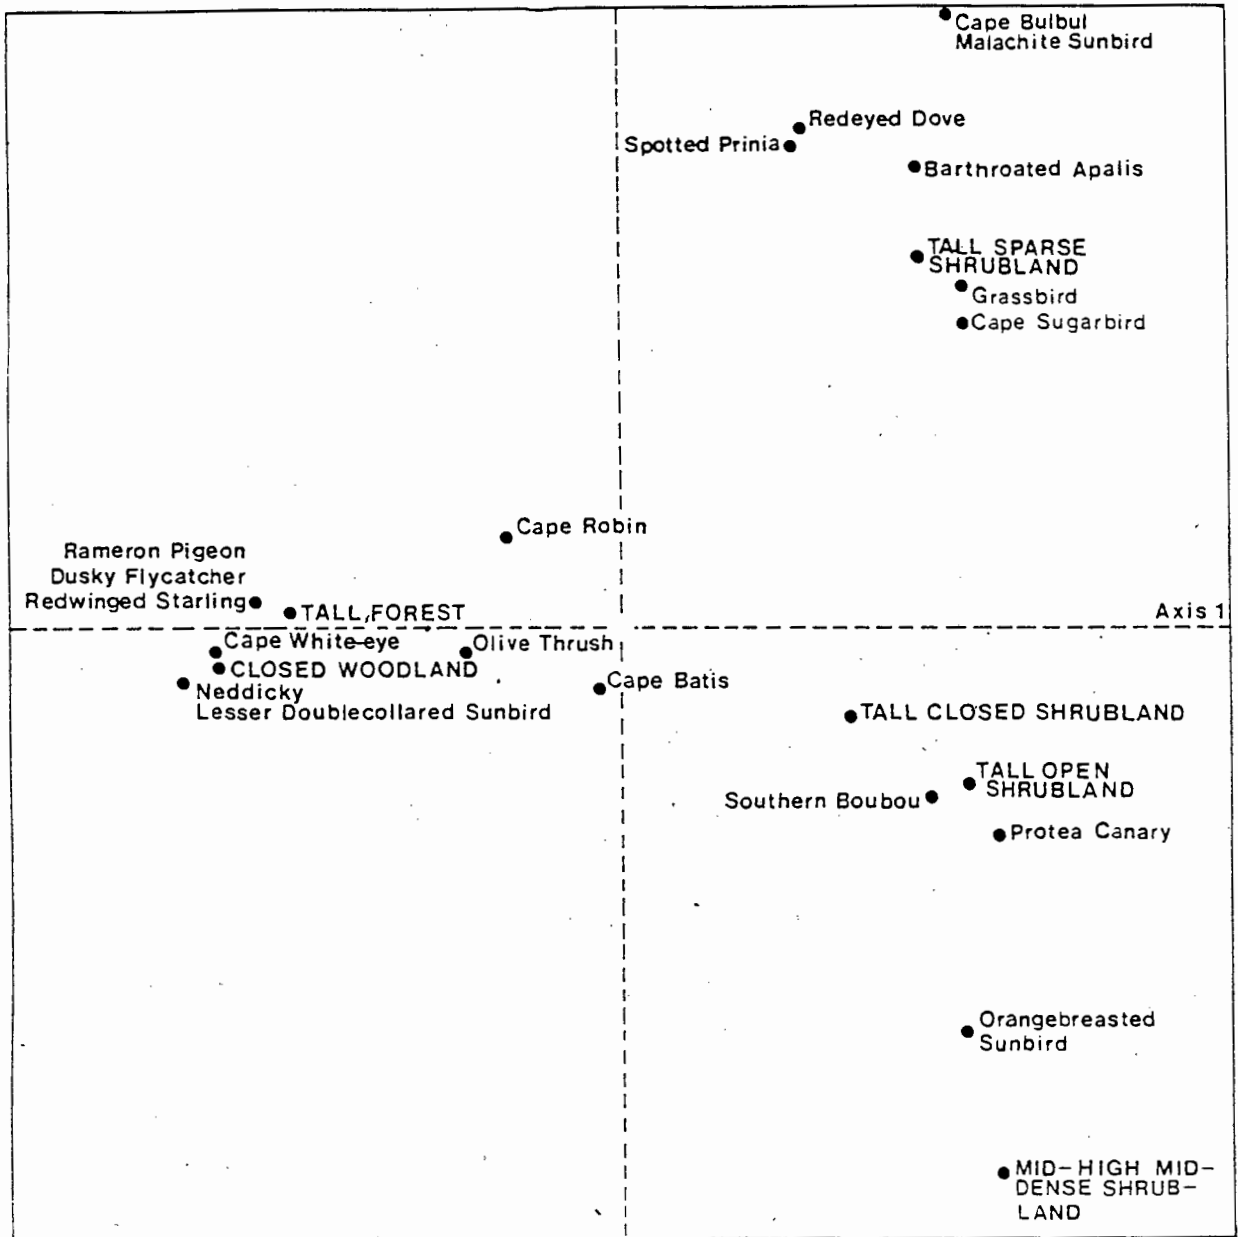 Cape Bulbul
Malachite Sunbird
Redeyed Dove
Spotted Prinia
Barthroated Apalis
TALL SPARSE
SHRUBLAND
Grassbird
Cape Sugarbird
Cape Robin
Rameron Pigeon
Dusky Flycatcher
Redwinged Starling
TALL, FOREST
Axis 1
Cape White-eye
Olive Thrush
CLOSED WOODLAND
Neddicky
Lesser Doublecollared Sunbird
Cape Batis
TALL CLOSED SHRUBLAND
TALL OPEN
SHRUBLAND
Southern Boubou
Protea Canary
Orangebreasted
Sunbird
MID-HIGH MID-
DENSE SHRUB-
LAND